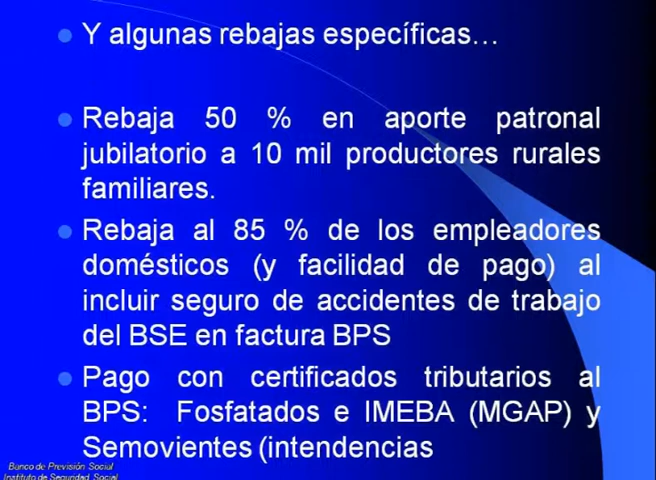 Y algunas rebajas específicas…
Rebaja 50 % en aporte patronal
jubilatorio a 10 mil productores rurales
familiares.
Rebaja al 85 % de los empleadores
domésticos (y facilidad de pago) al
incluir seguro de accidentes de trabajo
del BSE en factura BPS
Pago con certificados tributarios al
BPS: Fosfatados e IMEBA (MGAP) y
Semovientes (intendencias
Banco de Previsión Social
Instituto de Seguridad Social